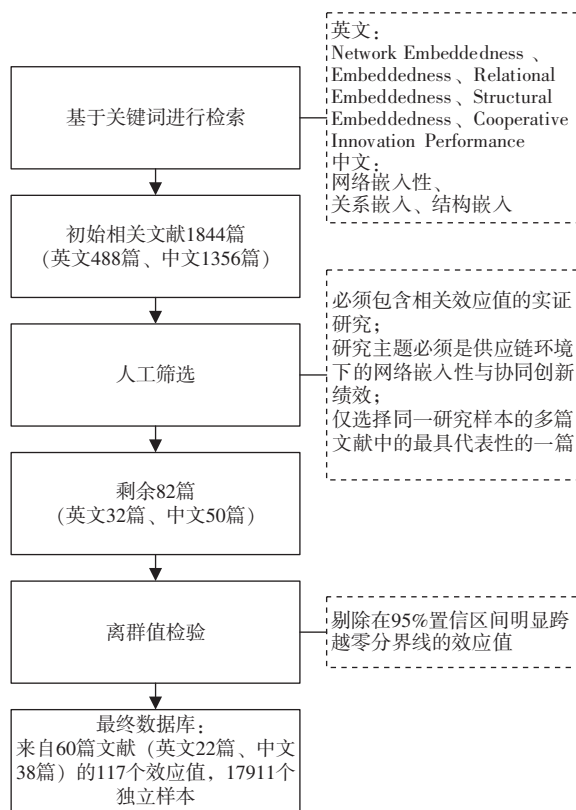 英文：
Network Embeddedness、
Embeddedness、Relational
Embeddedness、Structural
Embeddedness、Cooperative
Innovation Performance
中文：
网络嵌入性、
关系嵌入、结构嵌入
基于关键词进行检索
初始相关文献1844篇
（英文488篇、中文1356篇）
必须包含相关效应值的实证
研究；
研究主题必须是供应链环境
下的网络嵌入性与协同创新
绩效；
仅选择同一研究样本的多篇
文献中的最具代表性的一篇
人工筛选
剩余82篇
（英文32篇、中文50篇）
离群值检验
剔除在95%置信区间明显跨
越零分界线的效应值
最终数据库：
来自60篇文献（英文22篇、中文
38篇）的117个效应值，17911个
独立样本